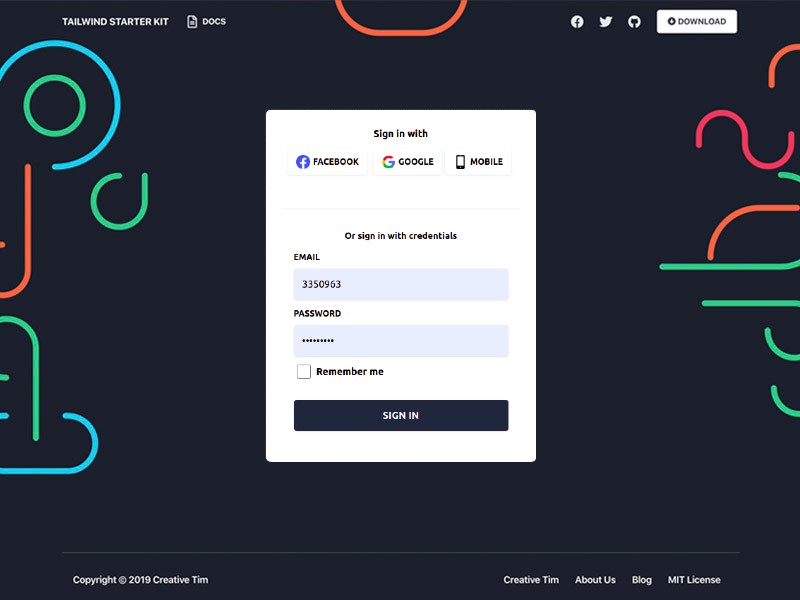 TAILWIND STARTER KIT DOCS DOWNLOAD
Sign in with
FACEBOOK GOOGLE MOBILE
Or sign in with credentials
EMAIL
3350963
PASSWORD
•••••••••
Remember me
SIGN IN
Copyright © 2019 Creative Tim Creative Tim About Us Blog MIT License